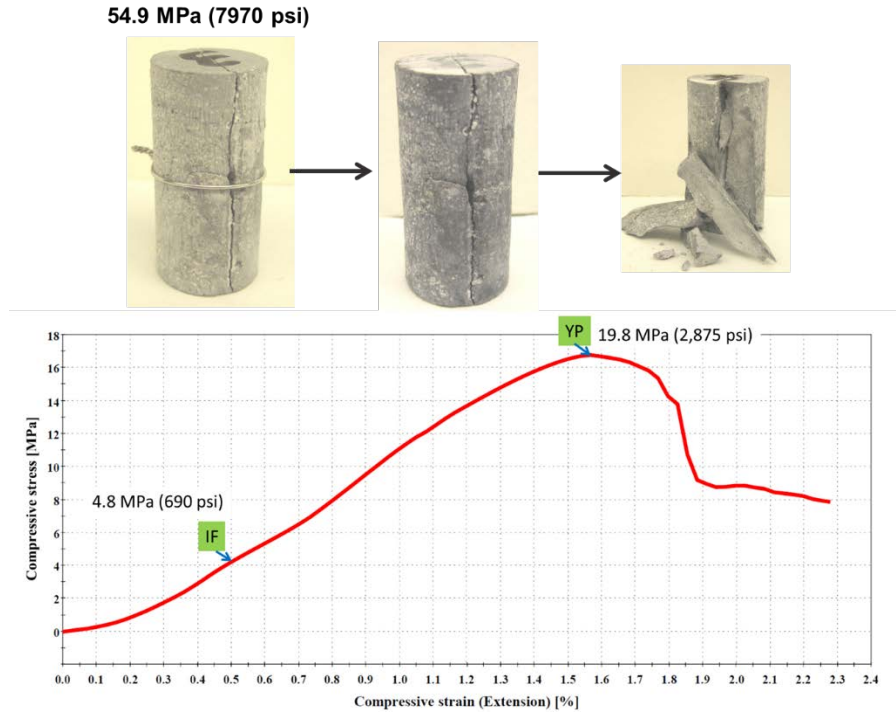 54.9 MPa (7970 psi)
YP 19.8 MPa (2,875 psi)
4.8 MPa (690 psi)
IF
Compressive stress [MPa]
18
16
14
12
10
8
6
4
2
0
0.0 0.1 0.2 0.3 0.4 0.5 0.6 0.7 0.8 0.9 1.0 1.1 1.2 1.3 1.4 1.5 1.6 1.7 1.8 1.9 2.0 2.1 2.2 2.3 2.4
Compressive strain (Extension) [%]